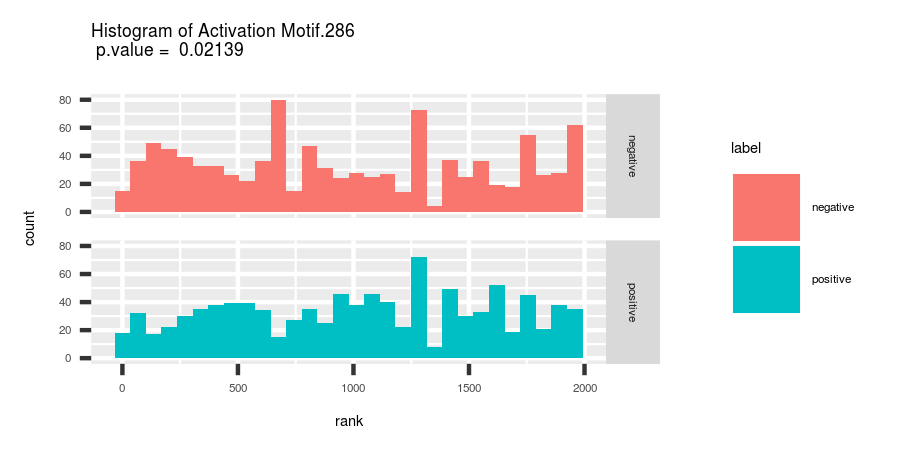 Histogram of Activation Motif.286
p.value =  0.02139
count
80
60
40
20
0
negative
80
60
40
20
0
positive
0
500
1000
1500
2000
rank
label
negative
positive